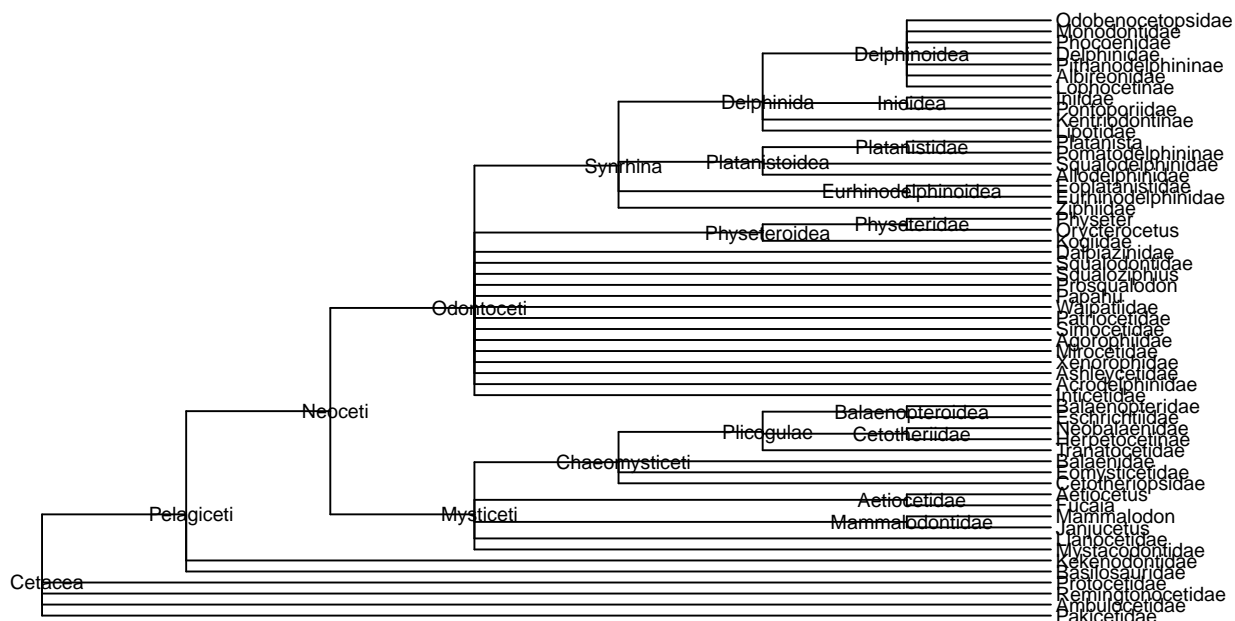 Odobenocetopsidae
Monodontidae
Phocoenidae
Delphinoidea
Delphinidae
Pithanodelphininae
Albireonidae
Lophocetinae
Iniidae
Delphinida
Inioidea
Pontoporiidae
Kentriodontinae
Lipotidae
Platanista
Platanistidae
Pomatodelphininae
Synrhina
Platanistoidea
Squalodelphinidae
Allodelphinidae
Eoplatanistidae
Eurhinodelphinoidea
Eurhinodelphinidae
Ziphiidae
Physeter
Physeteridae
Physeteroidea
Orycterocetus
Kogiidae
Dalpiazinidae
Squalodontidae
Squaloziphius
Prosqualodon
Papahu
Odontoceti
Waipatiidae
Patriocetidae
Simocetidae
Agorophiidae
Mirocetidae
Xenorophidae
Ashleycetidae
Acrodelphinidae
Inticetidae
Neoceti
Balaenopteroidea
Balaenopteridae
Eschrichtiidae
Plicogulae
Neobalaenidae
Cetotheriidae
Herpetocetinae
Tranatocetidae
Chaeomysticeti
Balaenidae
Eomysticetidae
Cetotheriopsidae
Aetiocetidae
Aetiocetus
Fucaia
Pelagiceti
Mysticeti
Mammalodon
Mammalodontidae
Janjucetus
Llanocetidae
Mystacodontidae
Kekenodontidae
Basilosauridae
Cetacea
Protocetidae
Remingtonocetidae
Ambulocetidae
Pakicetidae